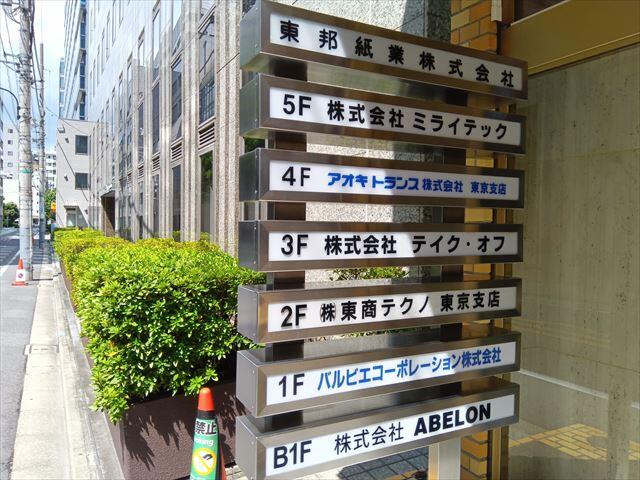 東邦紙業株式会社
5F 株式会社 ミライテック
4F アオキトランス株式会社 東京支店
3F 株式会社 テイク・オフ
2F ㈱東商テクノ 東京支店
1F バルビエコーポレーション株式会社
B1F 株式会社 ABELON
禁止